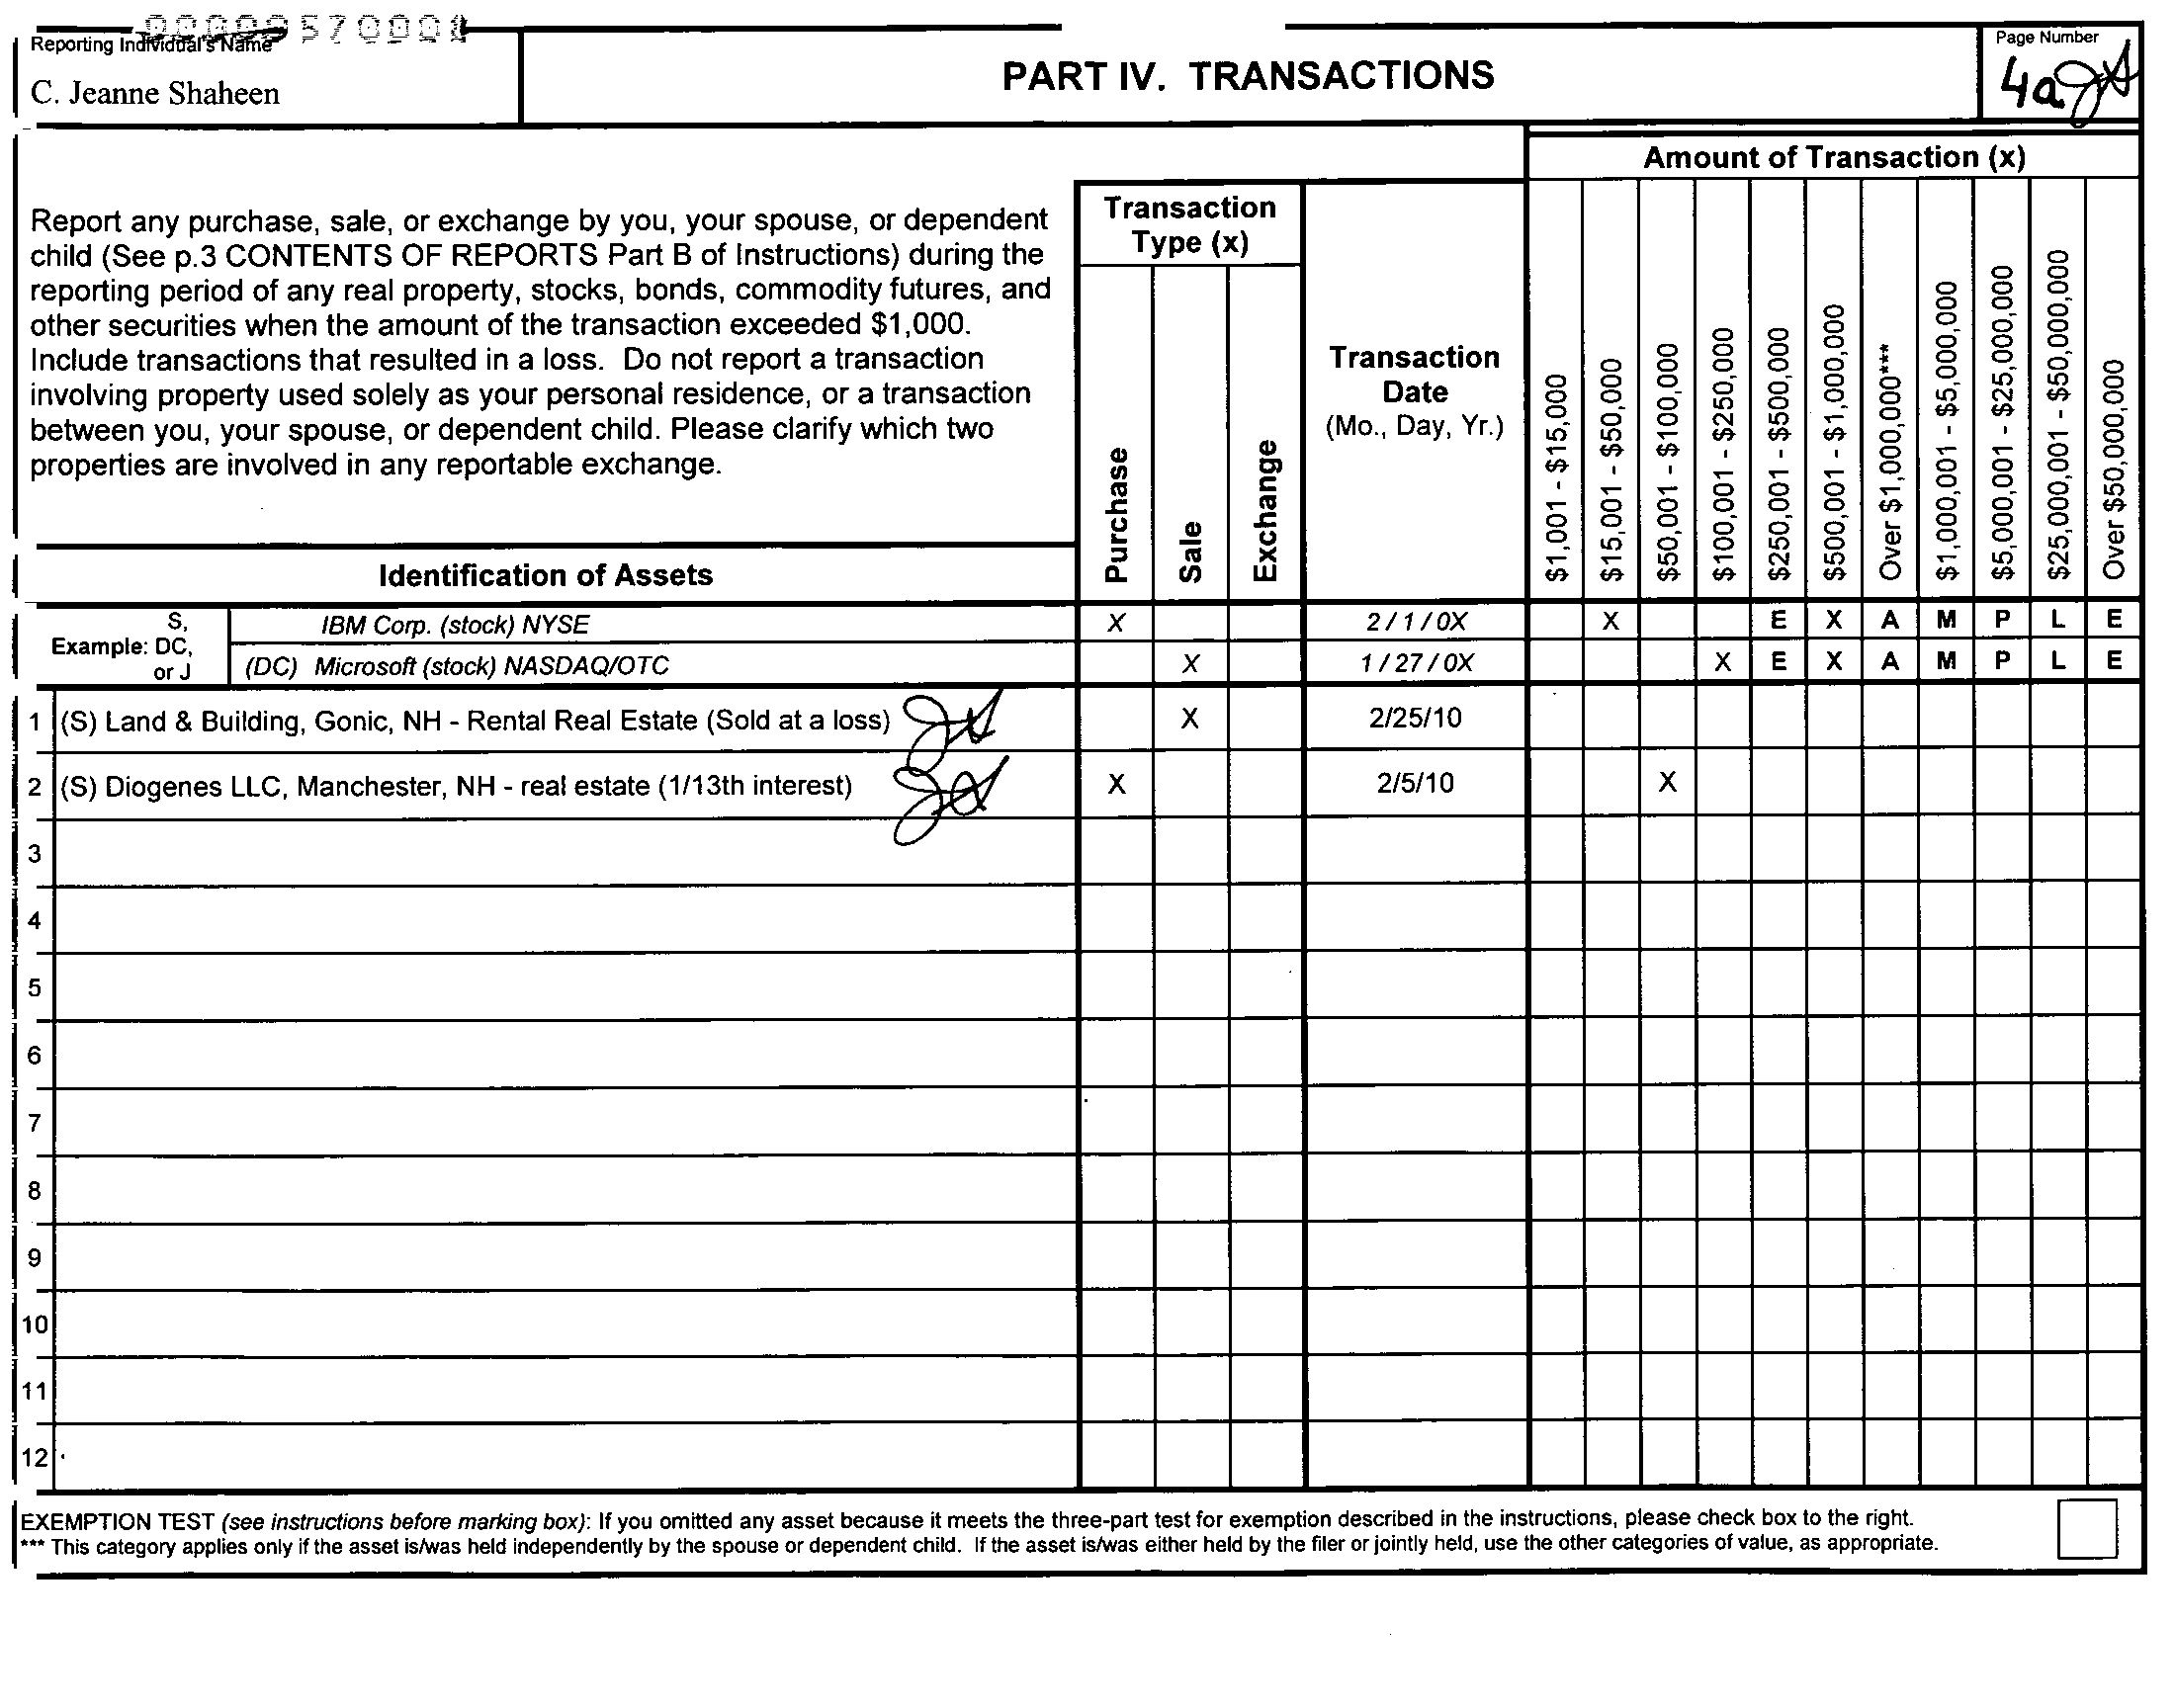 00000570001
Reporting Individual's Name
C. Jeanne Shaheen
PART IV. TRANSACTIONS
Page Number
4a
Amount of Transaction (x)
Report any purchase, sale, or exchange by you, your spouse, or dependent
child (See p.3 CONTENTS OF REPORTS Part B of Instructions) during the
reporting period of any real property, stocks, bonds, commodity futures, and
other securities when the amount of the transaction exceeded $1,000.
Include transactions that resulted in a loss. Do not report a transaction
involving property used solely as your personal residence, or a transaction
between you, your spouse, or dependent child. Please clarify which two
properties are involved in any reportable exchange.
Transaction
Type (x)
Purchase
Sale
Exchange
Transaction
Date
(Mo., Day, Yr.)
$1,001 - $15,000
$15,001 - $50,000
$50,001 - $100,000
$100,001 - $250,000
$250,001 - $500,000
$500,001 - $1,000,000
Over $1,000,000***
$1,000,001 - $5,000,000
$5,000,001 - $25,000,000
$25,000,001 - $50,000,000
Over $50,000,000
Identification of Assets
Example: S, DC, or J
IBM Corp. (stock) NYSE X 2 / 1 / 0X X E X A M P L E
(DC) Microsoft (stock) NASDAQ/OTC X 1 / 27 / 0X X E X A M P L E
1 (S) Land & Building, Gonic, NH - Rental Real Estate (Sold at a loss) X 2/25/10
2 (S) Diogenes LLC, Manchester, NH - real estate (1/13th interest) X 2/5/10 X
3
4
5
6
7
8
9
10
11
12
EXEMPTION TEST (see instructions before marking box): If you omitted any asset because it meets the three-part test for exemption described in the instructions, please check box to the right.
*** This category applies only if the asset is/was held independently by the spouse or dependent child. If the asset is/was either held by the filer or jointly held, use the other categories of value, as appropriate.